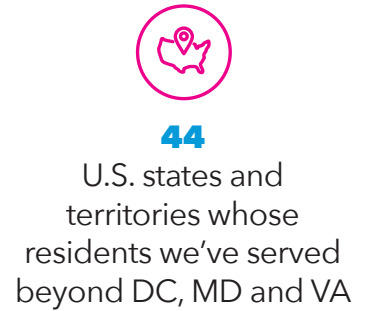 44
U.S. states and
territories whose
residents we’ve served
beyond DC, MD and VA